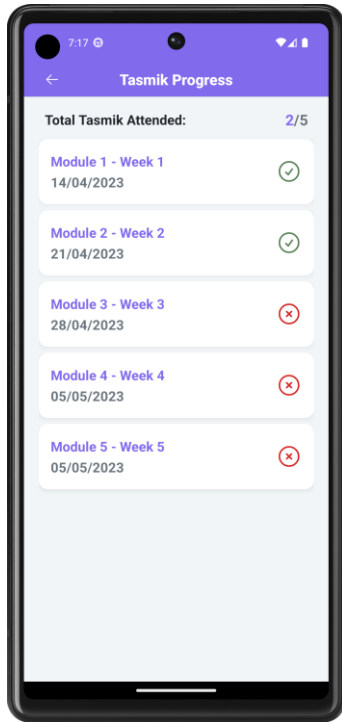 7:17
Tasmik Progress
Total Tasmik Attended: 2/5
Module 1 - Week 1
14/04/2023
Module 2 - Week 2
21/04/2023
Module 3 - Week 3
28/04/2023
Module 4 - Week 4
05/05/2023
Module 5 - Week 5
05/05/2023